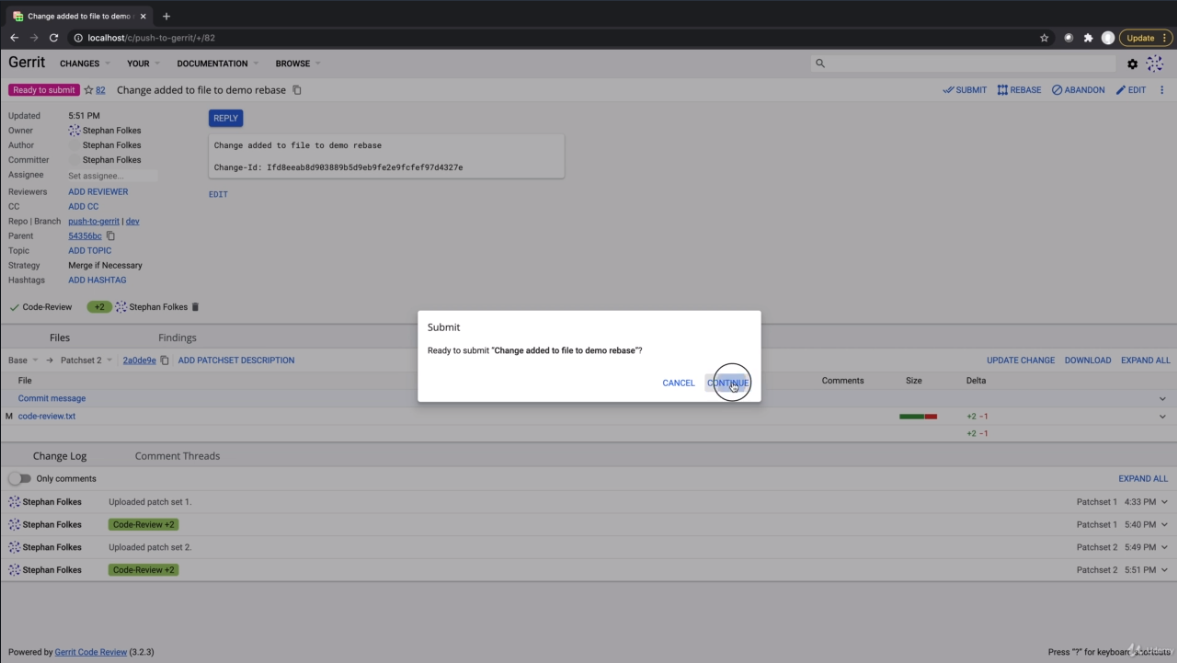 Change added to file to demo
localhost/c/push-to-gerrit/+/82
Update
Gerrit CHANGES YOUR DOCUMENTATION BROWSE
Ready to submit 82 Change added to file to demo rebase SUBMIT REBASE ABANDON EDIT
Updated 5:51 PM
REPLY
Owner Stephan Folkes
Author Stephan Folkes
Change added to file to demo rebase
Committer Stephan Folkes
Change-Id: Ifd8eeab8d903889b5d9eb9fe2e9fcfef97d4327e
Assignee Set assignee...
Reviewers ADD REVIEWER
EDIT
CC ADD CC
Repo | Branch push-to-gerrit | dev
Parent 54356bc
Topic ADD TOPIC
Strategy Merge if Necessary
Hashtags ADD HASHTAG
Code-Review +2 Stephan Folkes
Submit
Ready to submit "Change added to file to demo rebase"?
CANCEL CONTINUE
Files Findings
Base → Patchset 2 2a0de9e ADD PATCHSET DESCRIPTION UPDATE CHANGE DOWNLOAD EXPAND ALL
File Comments Size Delta
Commit message
M code-review.txt +2 -1
+2 -1
Change Log Comment Threads
Only comments EXPAND ALL
Stephan Folkes Uploaded patch set 1. Patchset 1 4:33 PM
Stephan Folkes Code-Review +2 Patchset 1 5:40 PM
Stephan Folkes Uploaded patch set 2. Patchset 2 5:49 PM
Stephan Folkes Code-Review +2 Patchset 2 5:51 PM
Powered by Gerrit Code Review (3.2.3) Press "?" for keyboard shortcuts